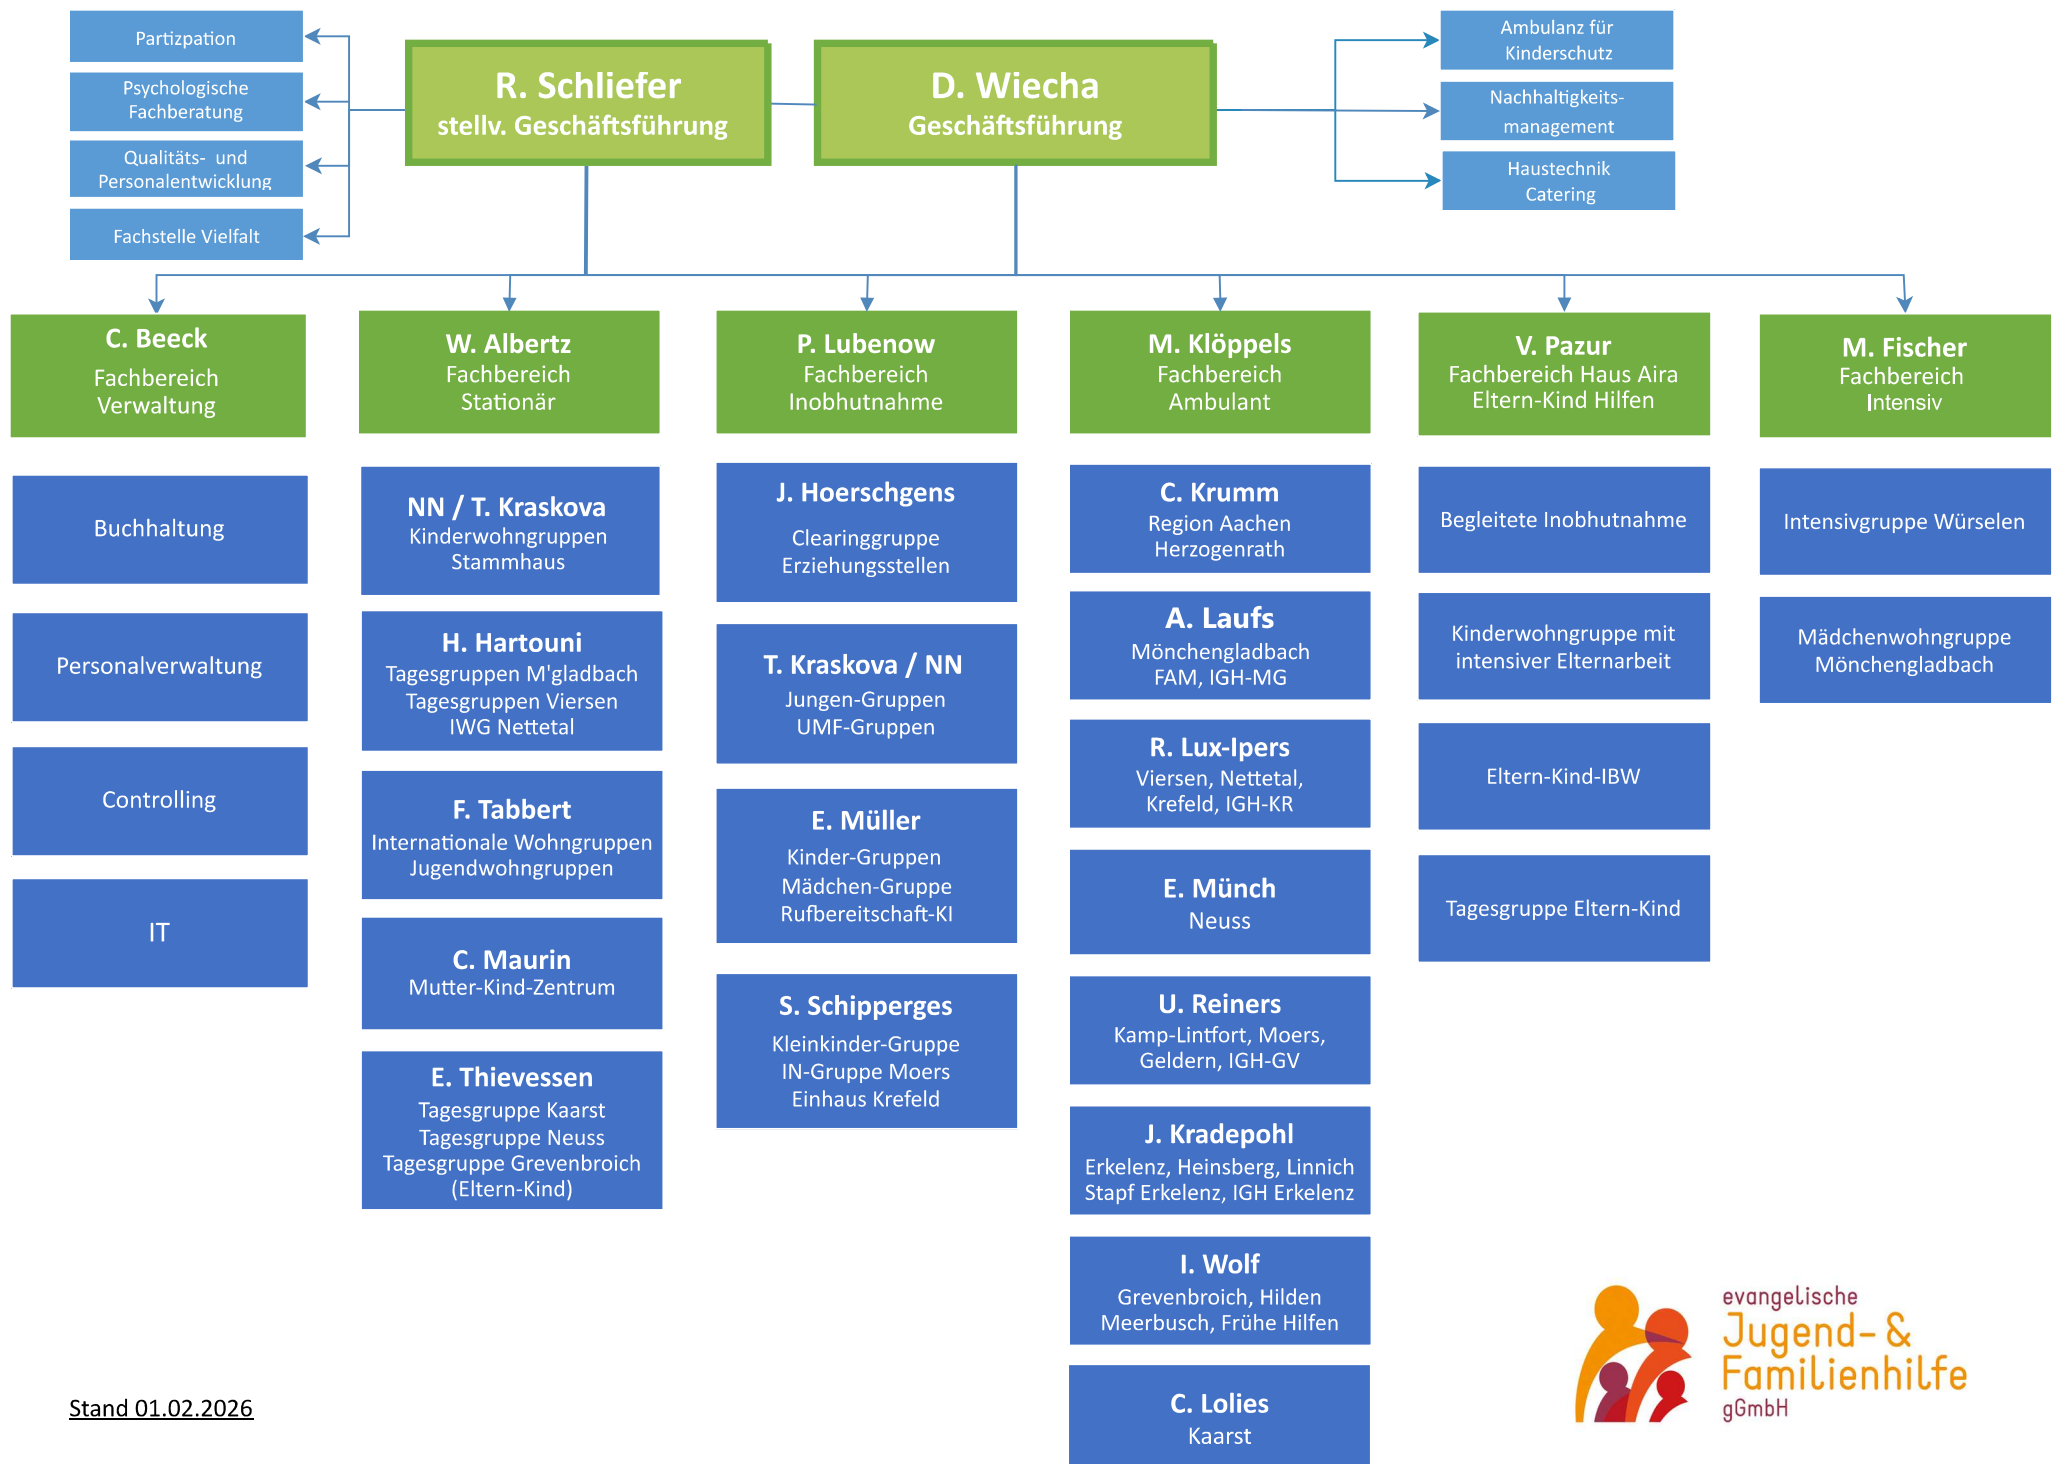 Partizpation
Psychologische
Fachberatung
Qualitäts- und
Personalentwicklung
Fachstelle Vielfalt
R. Schliefer
stellv. Geschäftsführung
D. Wiecha
Geschäftsführung
Ambulanz für
Kinderschutz
Nachhaltigkeits-
management
Haustechnik
Catering
C. Beeck
Fachbereich
Verwaltung
Buchhaltung
Personalverwaltung
Controlling
IT
W. Albertz
Fachbereich
Stationär
NN / T. Kraskova
Kinderwohngruppen
Stammhaus
H. Hartouni
Tagesgruppen M'gladbach
Tagesgruppen Viersen
IWG Nettetal
F. Tabbert
Internationale Wohngruppen
Jugendwohngruppen
C. Maurin
Mutter-Kind-Zentrum
E. Thievessen
Tagesgruppe Kaarst
Tagesgruppe Neuss
Tagesgruppe Grevenbroich
(Eltern-Kind)
P. Lubenow
Fachbereich
Inobhutnahme
J. Hoerschgens
Clearinggruppe
Erziehungsstellen
T. Kraskova / NN
Jungen-Gruppen
UMF-Gruppen
E. Müller
Kinder-Gruppen
Mädchen-Gruppe
Rufbereitschaft-KI
S. Schipperges
Kleinkinder-Gruppe
IN-Gruppe Moers
Einhaus Krefeld
M. Klöppels
Fachbereich
Ambulant
C. Krumm
Region Aachen
Herzogenrath
A. Laufs
Mönchengladbach
FAM, IGH-MG
R. Lux-Ipers
Viersen, Nettetal,
Krefeld, IGH-KR
E. Münch
Neuss
U. Reiners
Kamp-Lintfort, Moers,
Geldern, IGH-GV
J. Kradepohl
Erkelenz, Heinsberg, Linnich
Stapf Erkelenz, IGH Erkelenz
I. Wolf
Grevenbroich, Hilden
Meerbusch, Frühe Hilfen
C. Lolies
Kaarst
V. Pazur
Fachbereich Haus Aira
Eltern-Kind Hilfen
Begleitete Inobhutnahme
Kinderwohngruppe mit
intensiver Elternarbeit
Eltern-Kind-IBW
Tagesgruppe Eltern-Kind
M. Fischer
Fachbereich
Intensiv
Intensivgruppe Würselen
Mädchenwohngruppe
Mönchengladbach
Stand 01.02.2026
evangelische
Jugend- &
Familienhilfe
gGmbH